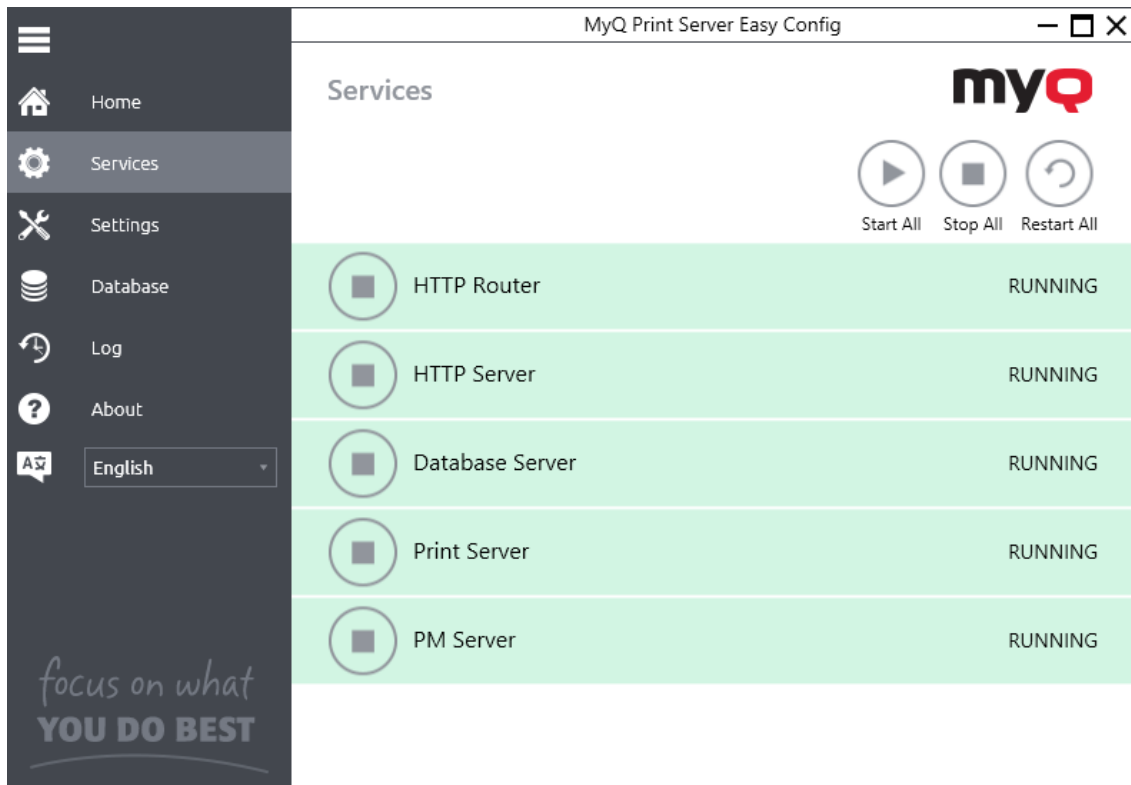 MyQ Print Server Easy Config
Home
Services
Settings
Database
Log
About
A
English
focus on what
YOU DO BEST
Services
myQ
Start All Stop All Restart All
HTTP Router RUNNING
HTTP Server RUNNING
Database Server RUNNING
Print Server RUNNING
PM Server RUNNING